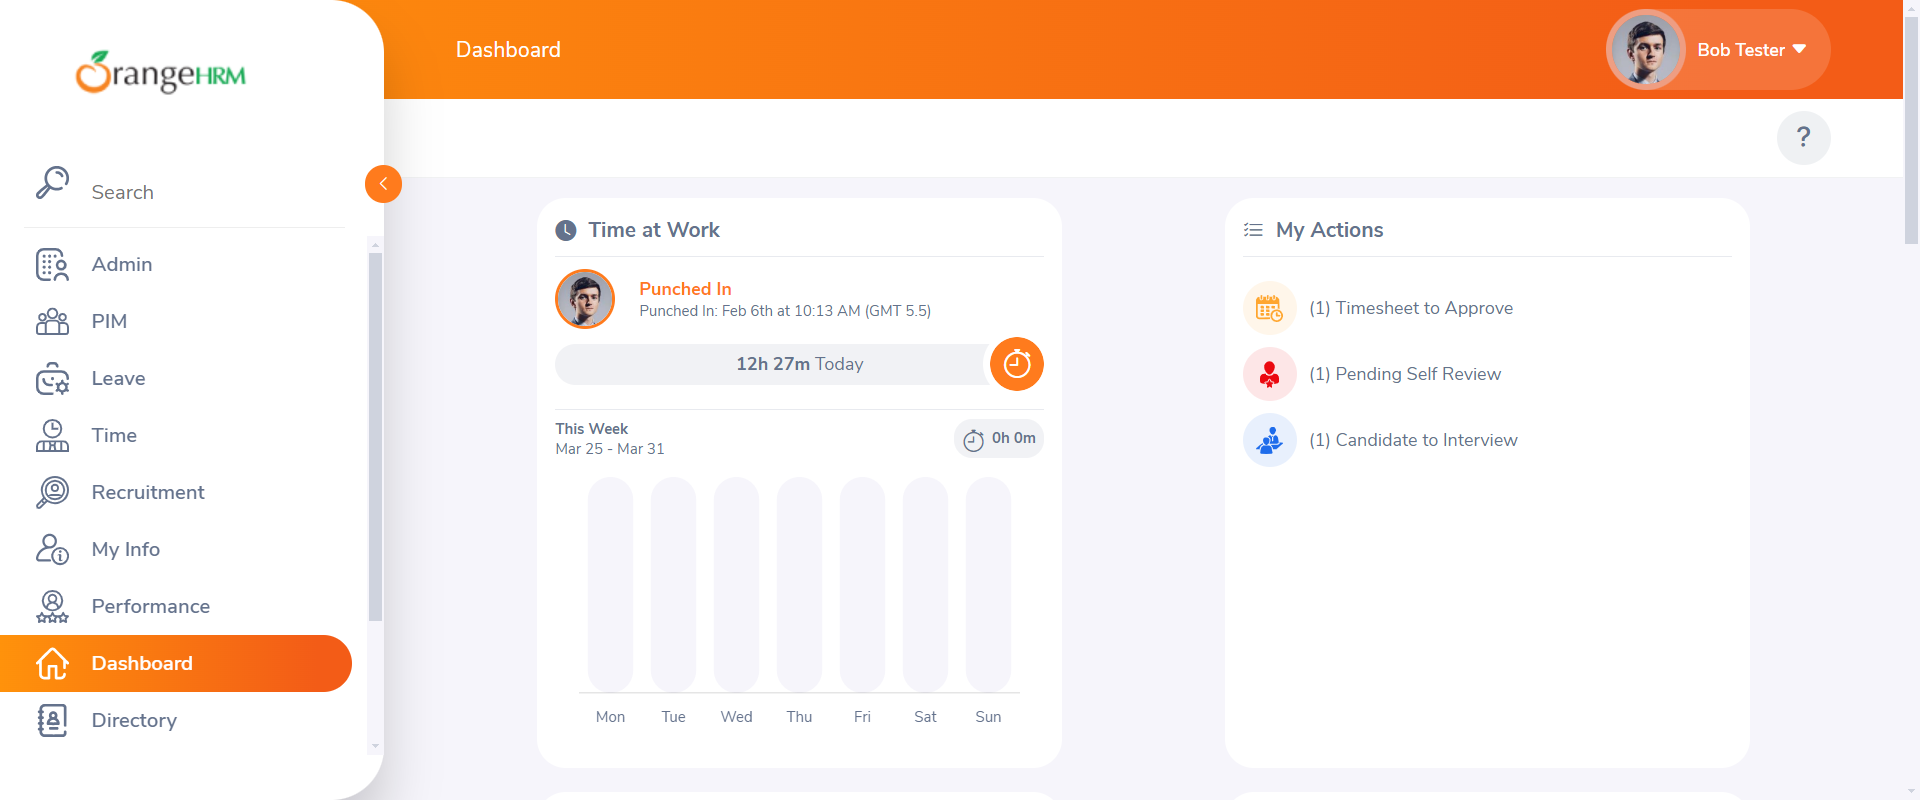 OrangeHRM
Search
Admin
PIM
Leave
Time
Recruitment
My Info
Performance
Dashboard
Directory
Dashboard
Bob Tester
?
Time at Work
Punched In
Punched In: Feb 6th at 10:13 AM (GMT 5.5)
12h 27m Today
This Week
Mar 25 - Mar 31
0h 0m
Mon Tue Wed Thu Fri Sat Sun
My Actions
(1) Timesheet to Approve
(1) Pending Self Review
(1) Candidate to Interview